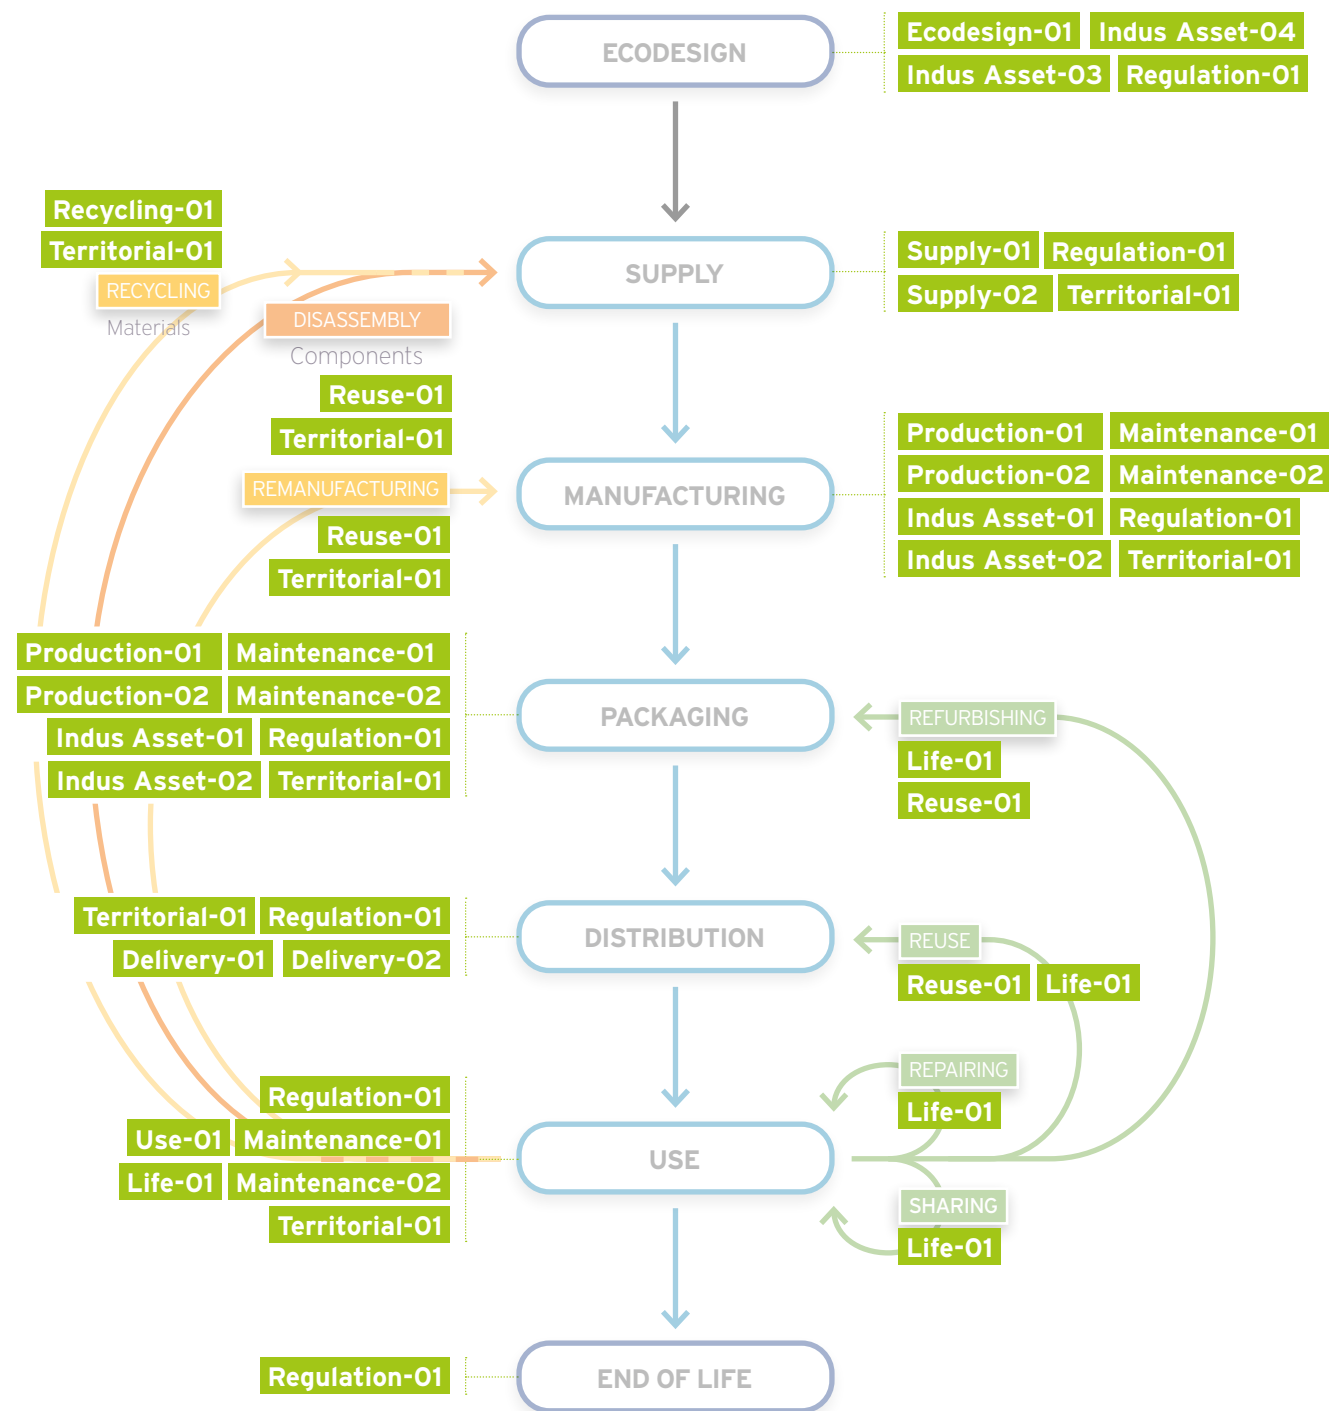 ECODESIGN
Ecodesign-01 Indus Asset-04
Indus Asset-03 Regulation-01
Recycling-01
Territorial-01
RECYCLING
Materials
DISASSEMBLY
Components
Reuse-01
Territorial-01
SUPPLY
Supply-01 Regulation-01
Supply-02 Territorial-01
REMANUFACTURING
Reuse-01
Territorial-01
MANUFACTURING
Production-01 Maintenance-01
Production-02 Maintenance-02
Indus Asset-01 Regulation-01
Indus Asset-02 Territorial-01
Production-01 Maintenance-01
Production-02 Maintenance-02
Indus Asset-01 Regulation-01
Indus Asset-02 Territorial-01
PACKAGING
REFURBISHING
Life-01
Reuse-01
Territorial-01 Regulation-01
Delivery-01 Delivery-02
DISTRIBUTION
REUSE
Reuse-01 Life-01
Regulation-01
Use-01 Maintenance-01
Life-01 Maintenance-02
Territorial-01
USE
REPAIRING
Life-01
SHARING
Life-01
Regulation-01
END OF LIFE